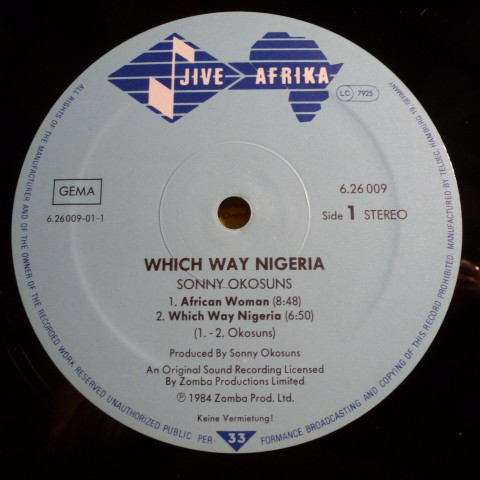 JIVE AFRIKA
LC 7925
GEMA
6.26009-01-1
6.26 009
Side 1 STEREO
WHICH WAY NIGERIA
SONNY OKOSUNS
1. African Woman (8:48)
2. Which Way Nigeria (6:50)
(1.-2. Okosuns)
Produced By Sonny Okosuns
An Original Sound Recording Licensed
By Zomba Productions Limited
℗ 1984 Zomba Prod. Ltd.
Keine Vermietung!
33
ALL RIGHTS OF THE MANUFACTURER AND OF THE OWNER OF THE RECORDED WORK RESERVED UNAUTHORIZED PUBLIC PER- FORMANCE BROADCASTING AND COPYING OF THIS RECORD PROHIBITED. MANUFACTURED BY TELDEC, HAMBURG 19, GERMANY